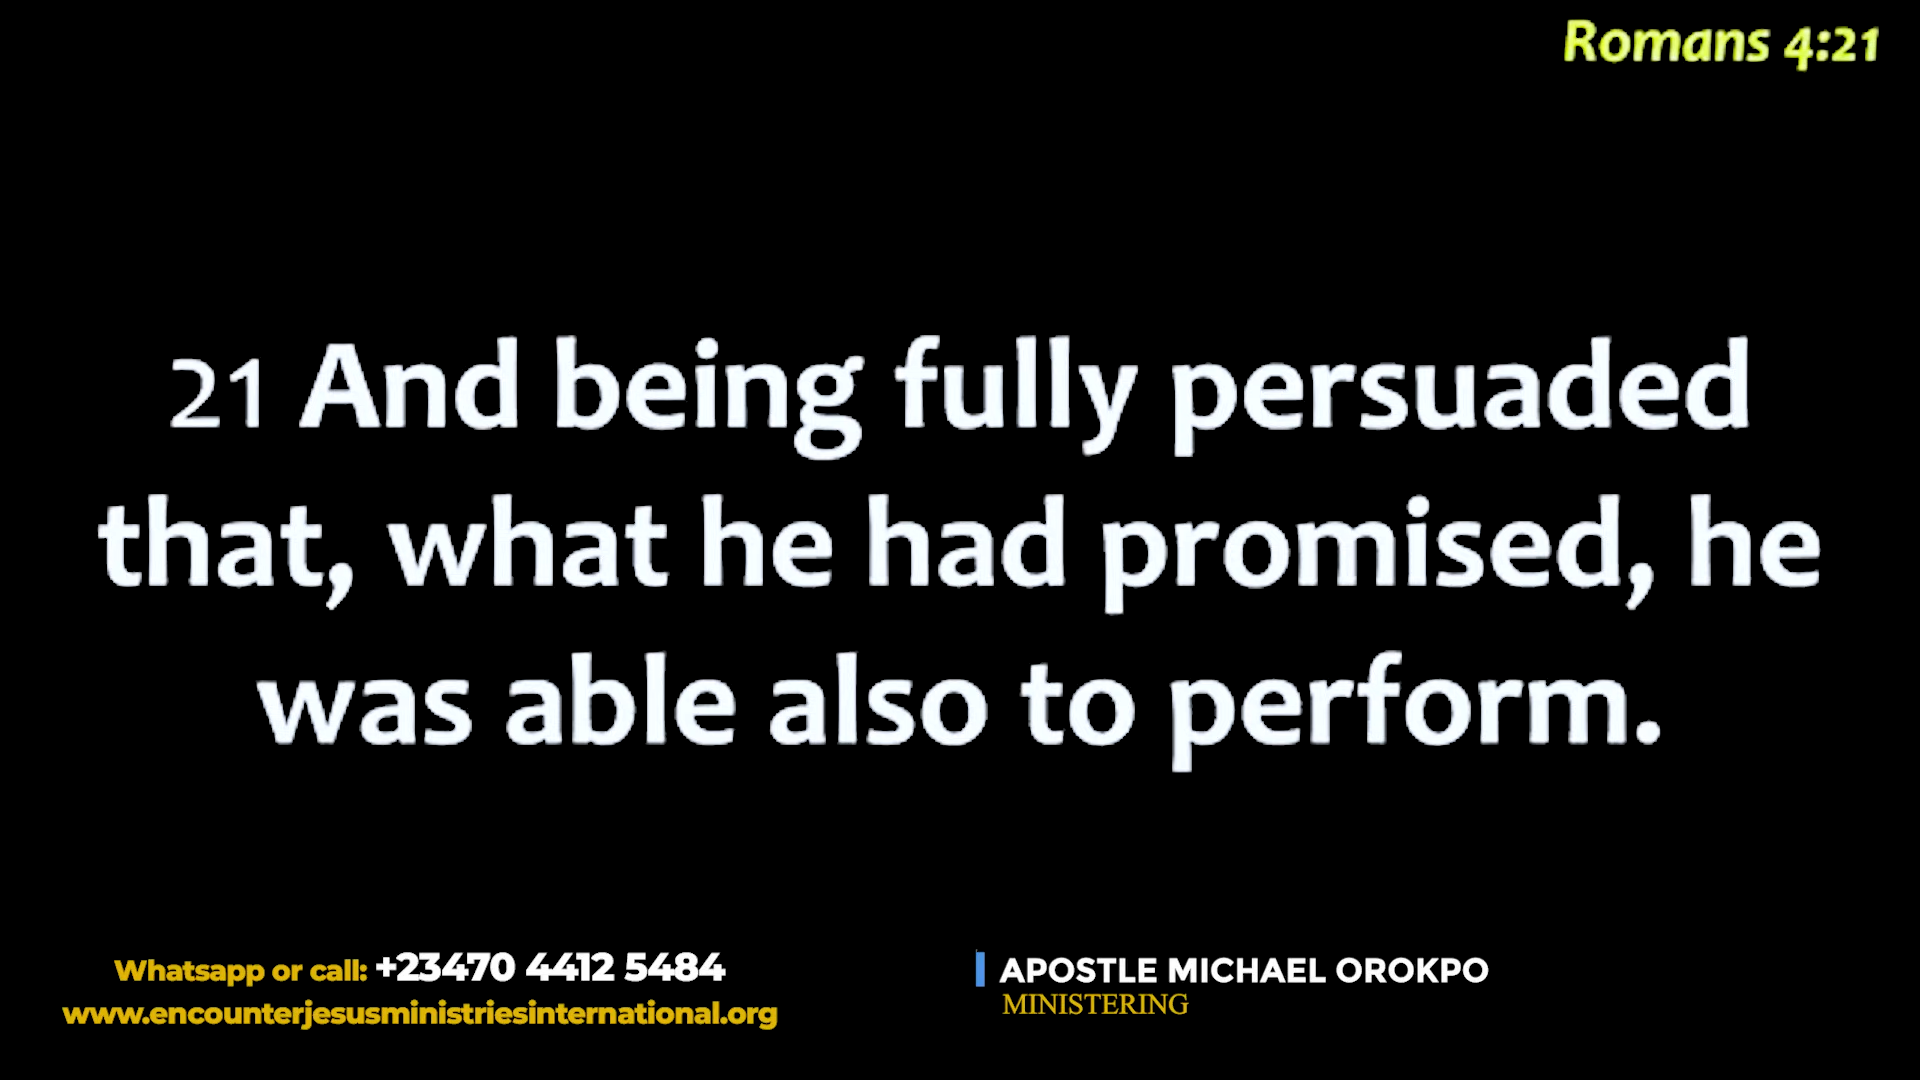 Romans 4:21
21 And being fully persuaded
that, what he had promised, he
was able also to perform.
Whatsapp or call: +23470 4412 5484
www.encounterjesusministriesinternational.org
APOSTLE MICHAEL OROKPO
MINISTERING